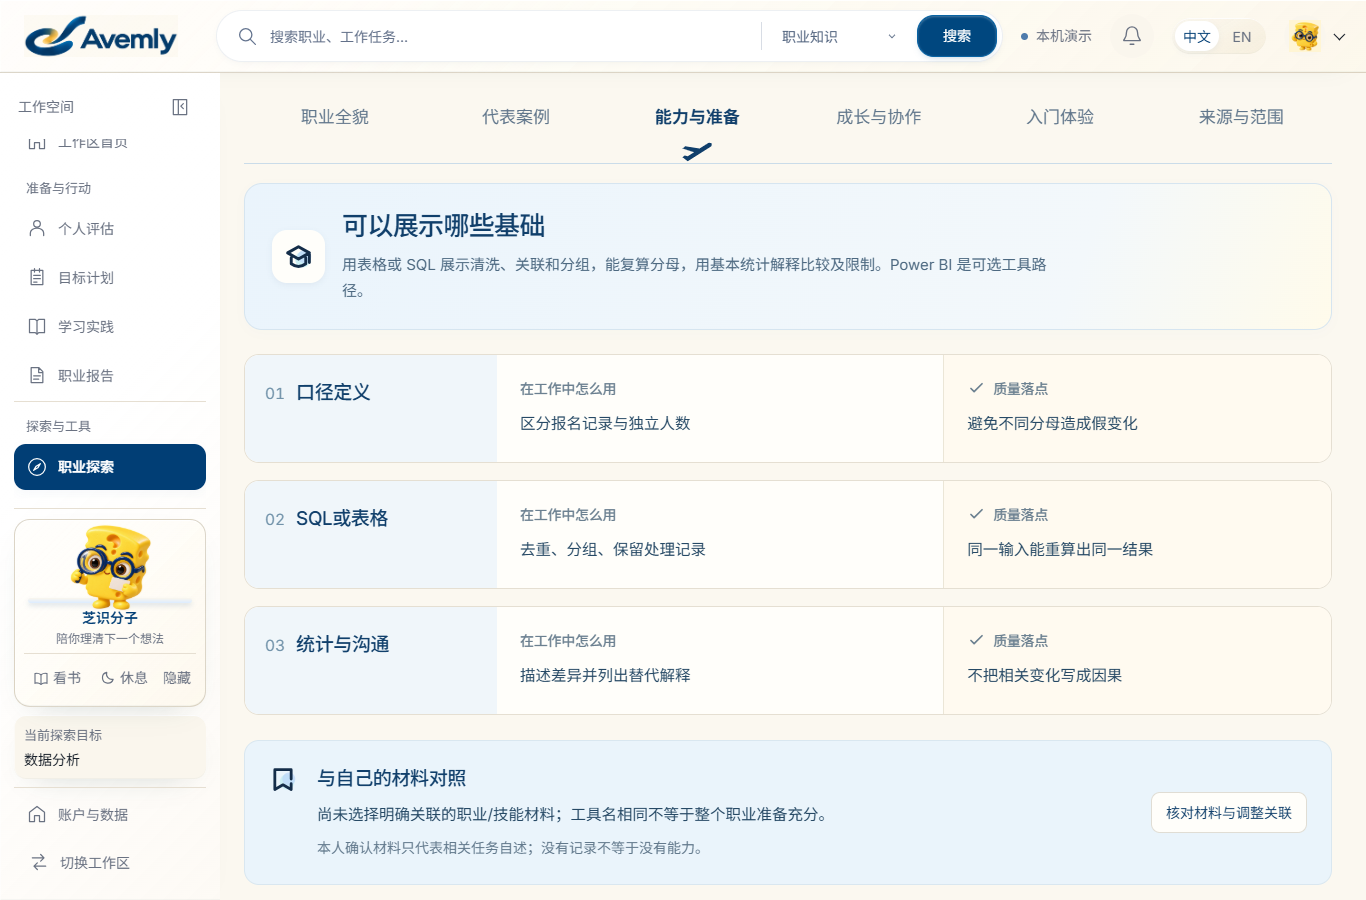 Avemly
搜索职业、工作任务...
职业知识
搜索
本机演示
中文
EN
工作空间
工作区首页
准备与行动
个人评估
目标计划
学习实践
职业报告
探索与工具
职业探索
芝识分子
陪你理清下一个想法
看书
休息
隐藏
当前探索目标
数据分析
账户与数据
切换工作区
职业全貌
代表案例
能力与准备
成长与协作
入门体验
来源与范围
可以展示哪些基础
用表格或 SQL 展示清洗、关联和分组，能复算分母，用基本统计解释比较及限制。Power BI 是可选工具路
径。
01 口径定义
在工作中怎么用
区分报名记录与独立人数
质量落点
避免不同分母造成假变化
02 SQL或表格
在工作中怎么用
去重、分组、保留处理记录
质量落点
同一输入能重算出同一结果
03 统计与沟通
在工作中怎么用
描述差异并列出替代解释
质量落点
不把相关变化写成因果
与自己的材料对照
尚未选择明确关联的职业/技能材料；工具名相同不等于整个职业准备充分。
本人确认材料只代表相关任务自述；没有记录不等于没有能力。
核对材料与调整关联